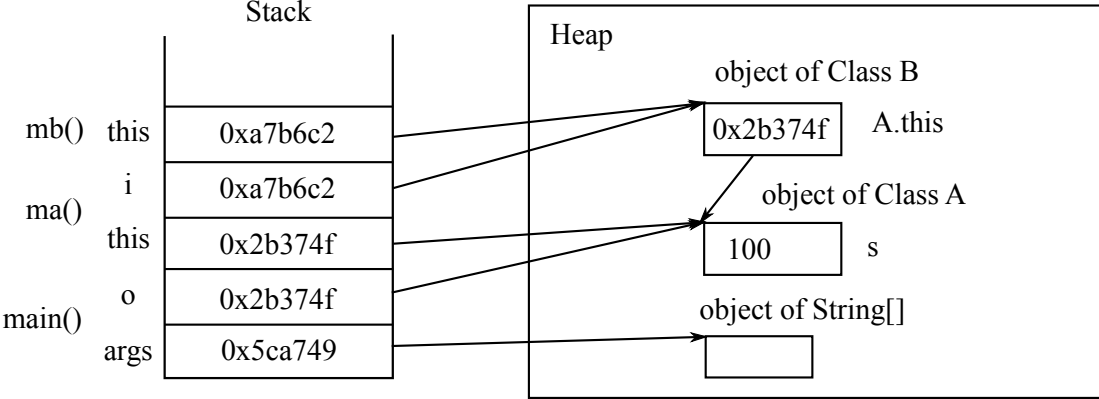 Stack
Heap
object of Class B
mb() this 0xa7b6c2 0x2b374f A.this
i 0xa7b6c2
object of Class A
ma()
this 0x2b374f 100 s
o 0x2b374f
object of String[]
main()
args 0x5ca749